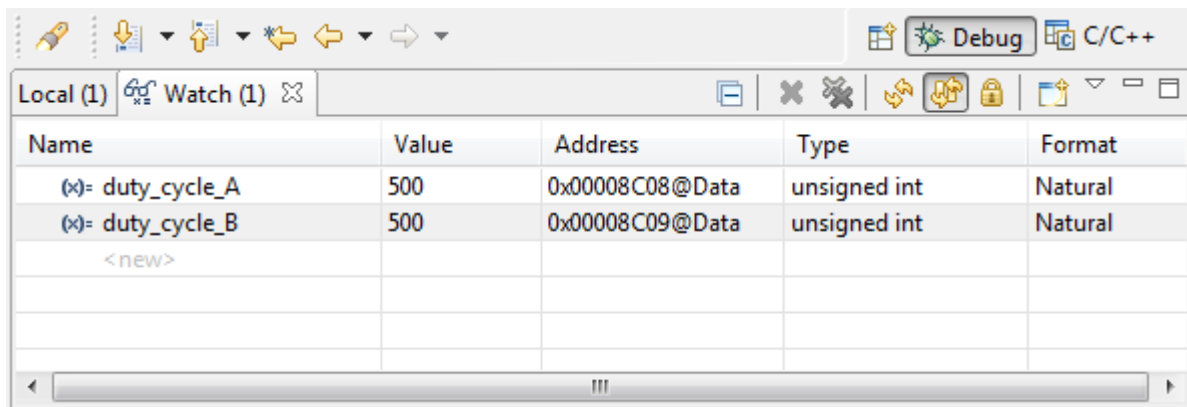 Debug C/C++
Local (1) Watch (1)
Name Value Address Type Format
(x)= duty_cycle_A 500 0x00008C08@Data unsigned int Natural
(x)= duty_cycle_B 500 0x00008C09@Data unsigned int Natural
<new>